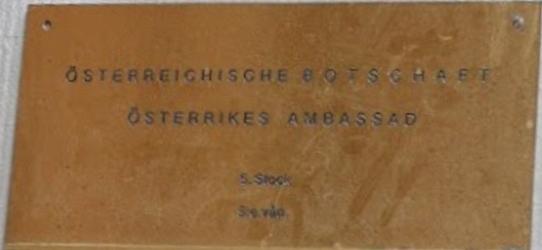 ÖSTERREICHISCHE BOTSCHAFT
ÖSTERRIKES AMBASSAD
5. Stock
5:e vån.